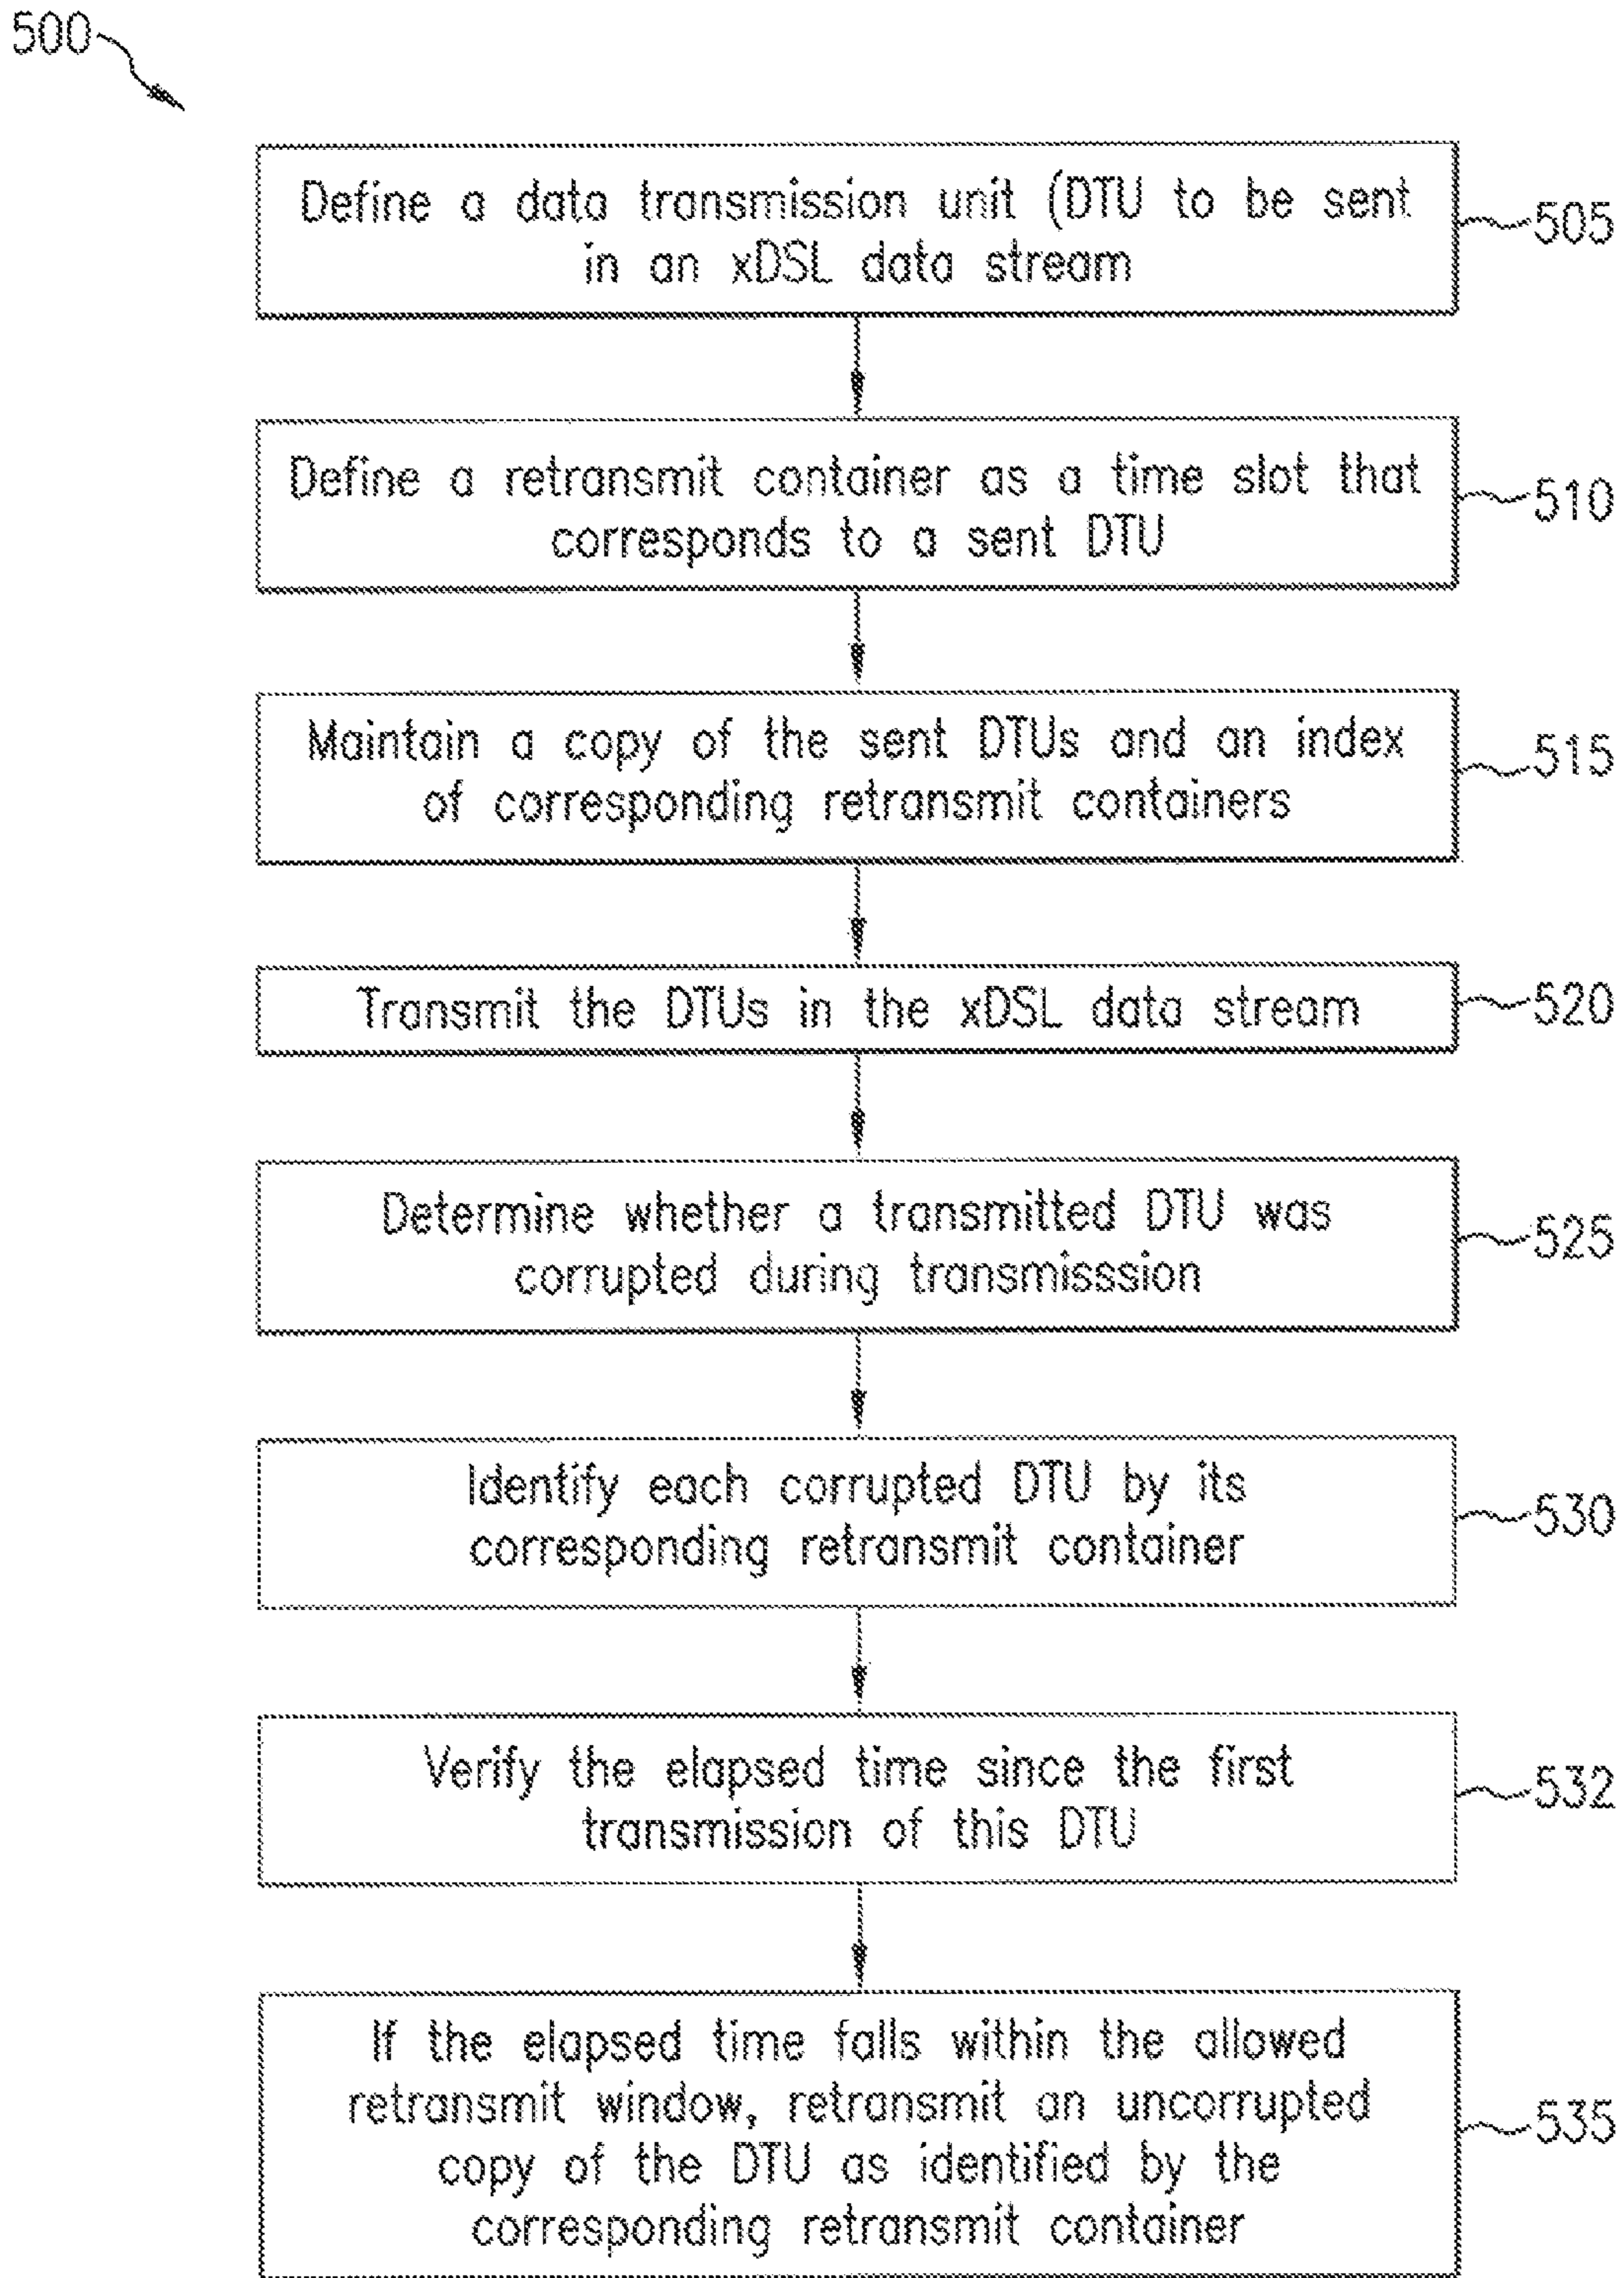 500
Define a data transmission unit (DTU to be sent
in an xDSL data stream
505
Define a retransmit container as a time slot that
corresponds to a sent DTU
510
Maintain a copy of the sent DTUs and an index
of corresponding retransmit containers
515
Transmit the DTUs in the xDSL data stream
520
Determine whether a transmitted DTU was
corrupted during transmisssion
525
Identify each corrupted DTU by its
corresponding retransmit container
530
Verify the elapsed time since the first
transmission of this DTU
532
If the elapsed time falls within the allowed
retransmit window, retransmit an uncorrupted
copy of the DTU as identified by the
corresponding retransmit container
535